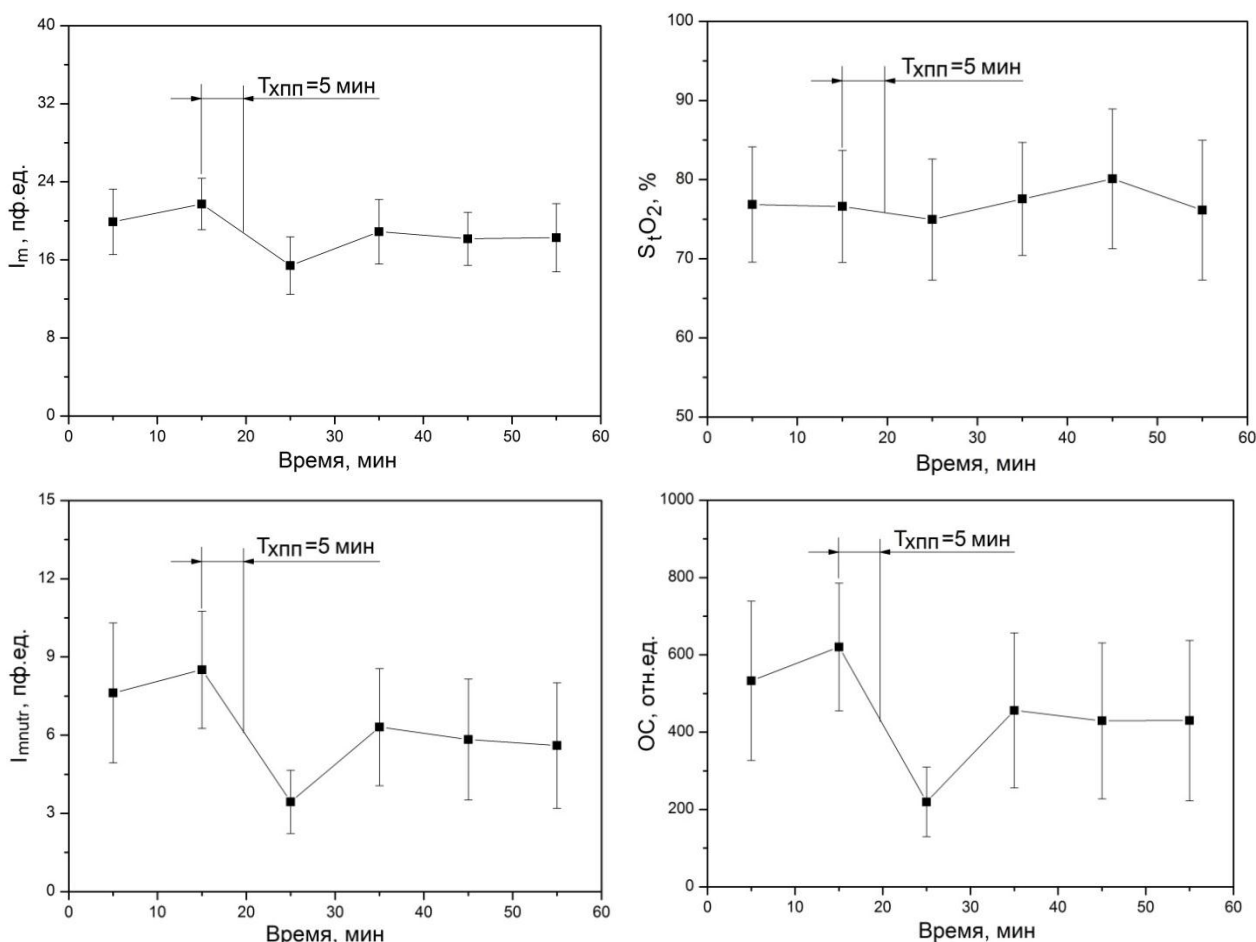 40
32
24
16
8
0
Im, пф.ед.
TХПП=5 мин
0 10 20 30 40 50 60
Время, мин
100
90
80
70
60
50
StO2, %
TХПП=5 мин
0 10 20 30 40 50 60
Время, мин
15
12
9
6
3
0
Imnutr, пф.ед.
TХПП=5 мин
0 10 20 30 40 50 60
Время, мин
1000
800
600
400
200
0
ОС, отн.ед.
TХПП=5 мин
0 10 20 30 40 50 60
Время, мин